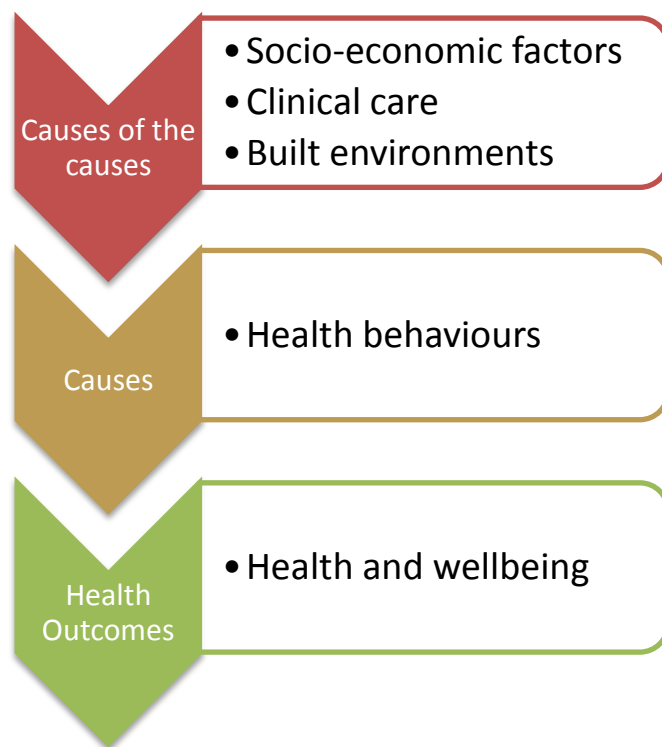 Causes of the
causes
• Socio-economic factors
• Clinical care
• Built environments
Causes
• Health behaviours
Health
Outcomes
• Health and wellbeing